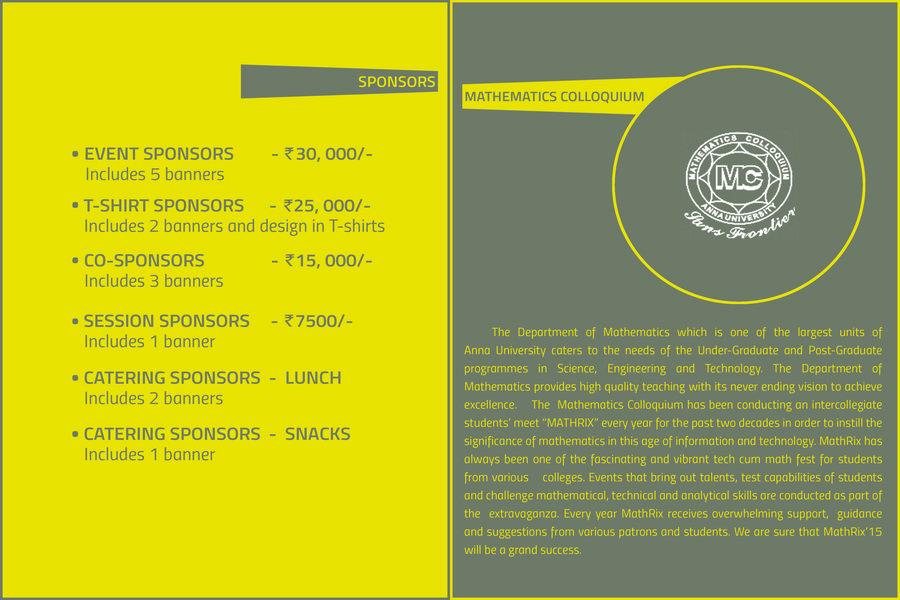 SPONSORS
• EVENT SPONSORS - ₹30, 000/-
Includes 5 banners
• T-SHIRT SPONSORS - ₹25, 000/-
Includes 2 banners and design in T-shirts
• CO-SPONSORS - ₹15, 000/-
Includes 3 banners
• SESSION SPONSORS - ₹7500/-
Includes 1 banner
• CATERING SPONSORS - LUNCH
Includes 2 banners
• CATERING SPONSORS - SNACKS
Includes 1 banner
MATHEMATICS COLLOQUIUM
MATHEMATICS COLLOQUIUM
MC
ANNA UNIVERSITY
Sans Frontier
The Department of Mathematics which is one of the largest units of
Anna University caters to the needs of the Under-Graduate and Post-Graduate
programmes in Science, Engineering and Technology. The Department of
Mathematics provides high quality teaching with its never ending vision to achieve
excellence. The Mathematics Colloquium has been conducting an intercollegiate
students' meet "MATHRIX" every year for the past two decades in order to instill the
significance of mathematics in this age of information and technology. MathRix has
always been one of the fascinating and vibrant tech cum math fest for students
from various colleges. Events that bring out talents, test capabilities of students
and challenge mathematical, technical and analytical skills are conducted as part of
the extravaganza. Every year MathRix receives overwhelming support, guidance
and suggestions from various patrons and students. We are sure that MathRix'15
will be a grand success.